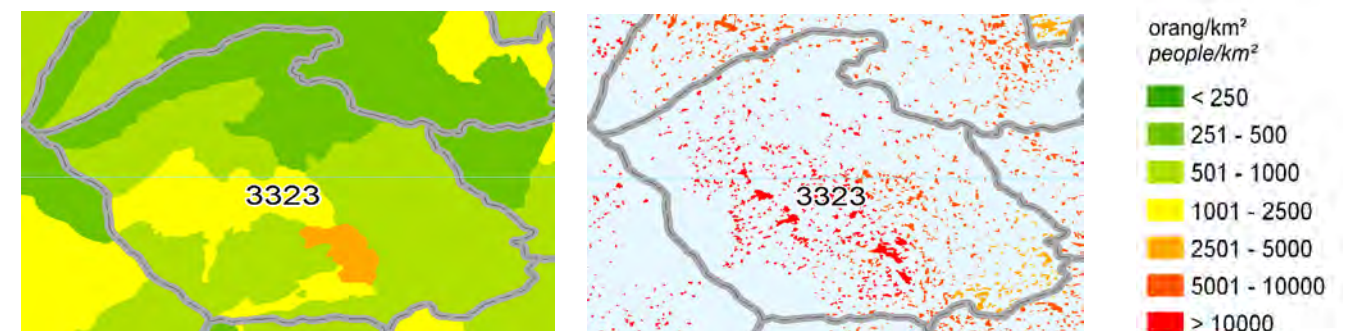 3323
3323
orang/km²
people/km²
< 250
251 - 500
501 - 1000
1001 - 2500
2501 - 5000
5001 - 10000
> 10000